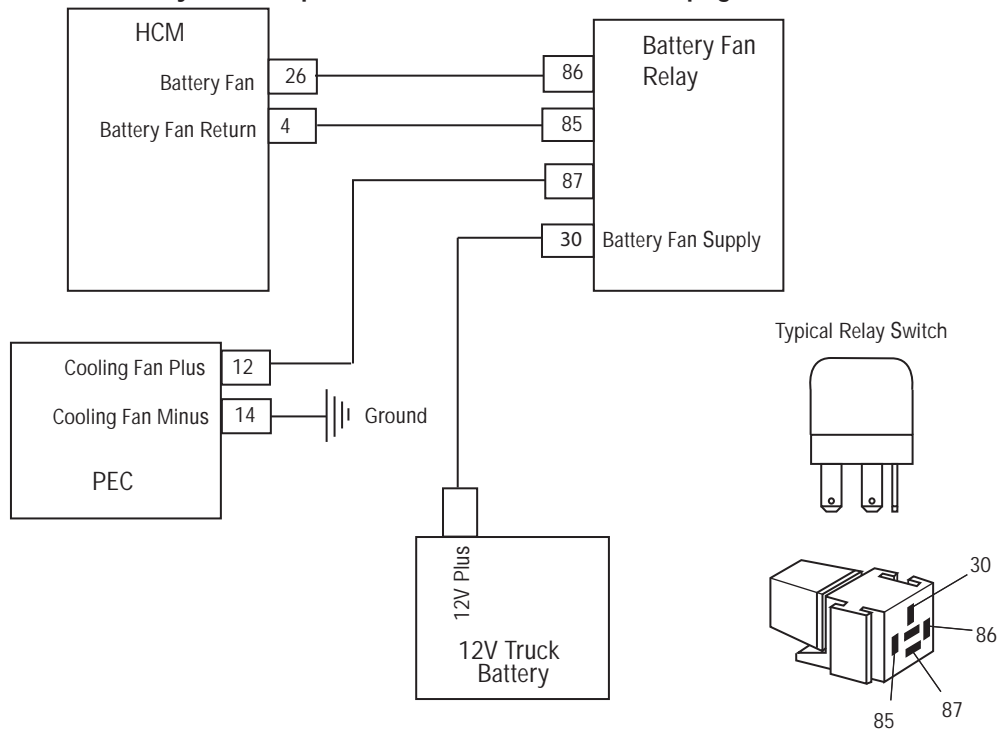 HCM
Battery Fan 26
Battery Fan Return 4
86
85
87
30 Battery Fan Supply
Battery Fan
Relay
Cooling Fan Plus 12
Cooling Fan Minus 14
Ground
PEC
12V Plus
12V Truck
Battery
Typical Relay Switch
30
86
87
85